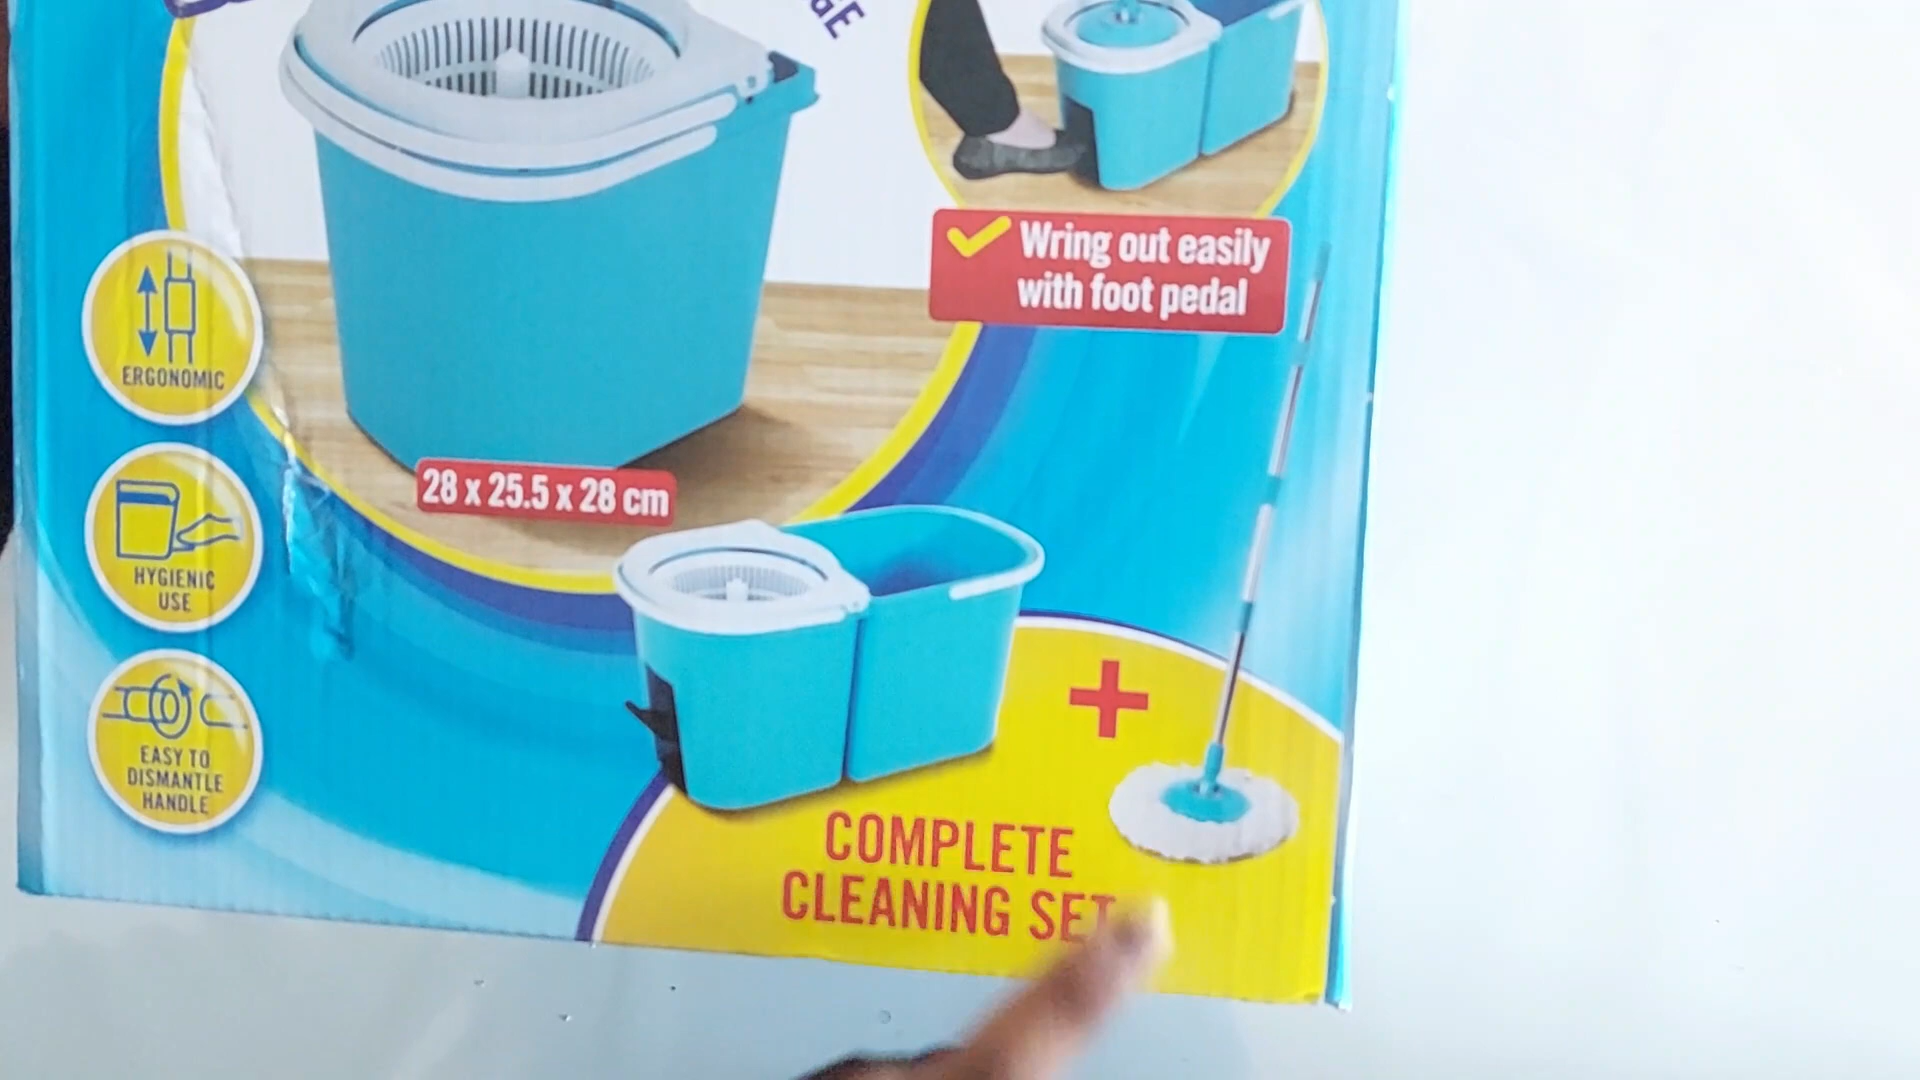 Wring out easily
with foot pedal
ERGONOMIC
28 x 25.5 x 28 cm
HYGIENIC
USE
EASY TO
DISMANTLE
HANDLE
+
COMPLETE
CLEANING SET